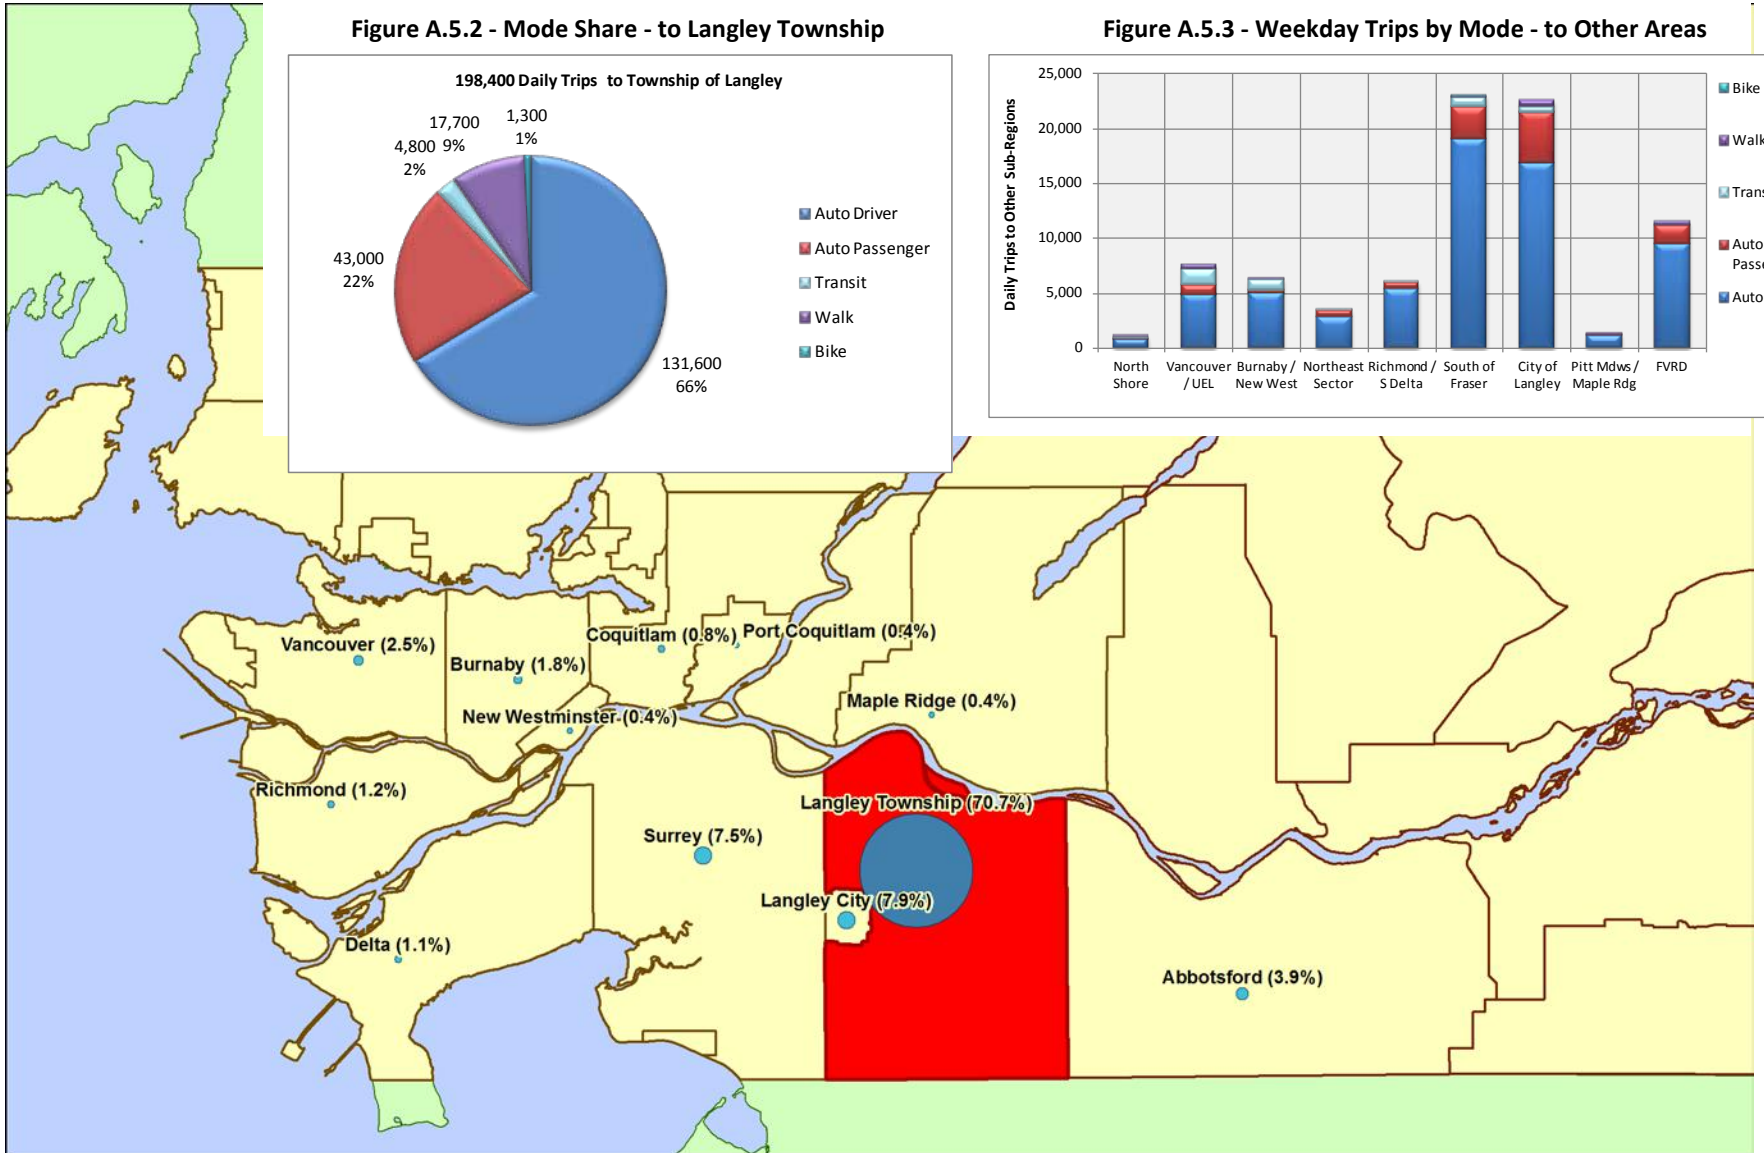 Figure A.5.2 - Mode Share - to Langley Township
198,400 Daily Trips to Township of Langley
17,700
9%
1,300
1%
4,800
2%
43,000
22%
131,600
66%
Auto Driver
Auto Passenger
Transit
Walk
Bike
Figure A.5.3 - Weekday Trips by Mode - to Other Areas
Daily Trips to Other Sub-Regions
25,000
20,000
15,000
10,000
5,000
0
North
Shore
Vancouver
/ UEL
Burnaby /
New West
Northeast
Sector
Richmond /
S Delta
South of
Fraser
City of
Langley
Pitt Mdws /
Maple Rdg
FVRD
Bike
Walk
Trans
Auto
Passe
Auto
Vancouver (2.5%)
Burnaby (1.8%)
Coquitlam (0.8%)
Port Coquitlam (0.4%)
New Westminster (0.4%)
Maple Ridge (0.4%)
Richmond (1.2%)
Langley Township (70.7%)
Surrey (7.5%)
Langley City (7.9%)
Delta (1.1%)
Abbotsford (3.9%)